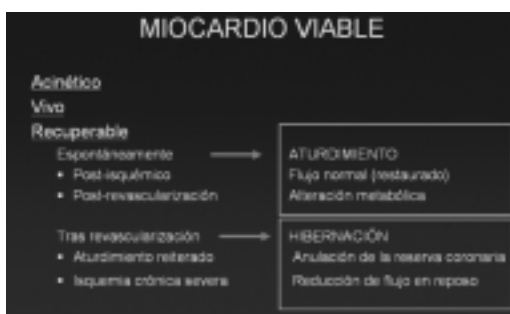 MIOCARDIO VIABLE
Acinético
Vivo
Recuperable
Espontáneamente
• Post-isquémico
• Post-revascularización
ATURDIMIENTO
Flujo normal (restaurado)
Alteración metabólica
Tras revascularización
• Aturdimiento reiterado
• Isquemia crónica severa
HIBERNACIÓN
Anulación de la reserva coronaria
Reducción de flujo en reposo